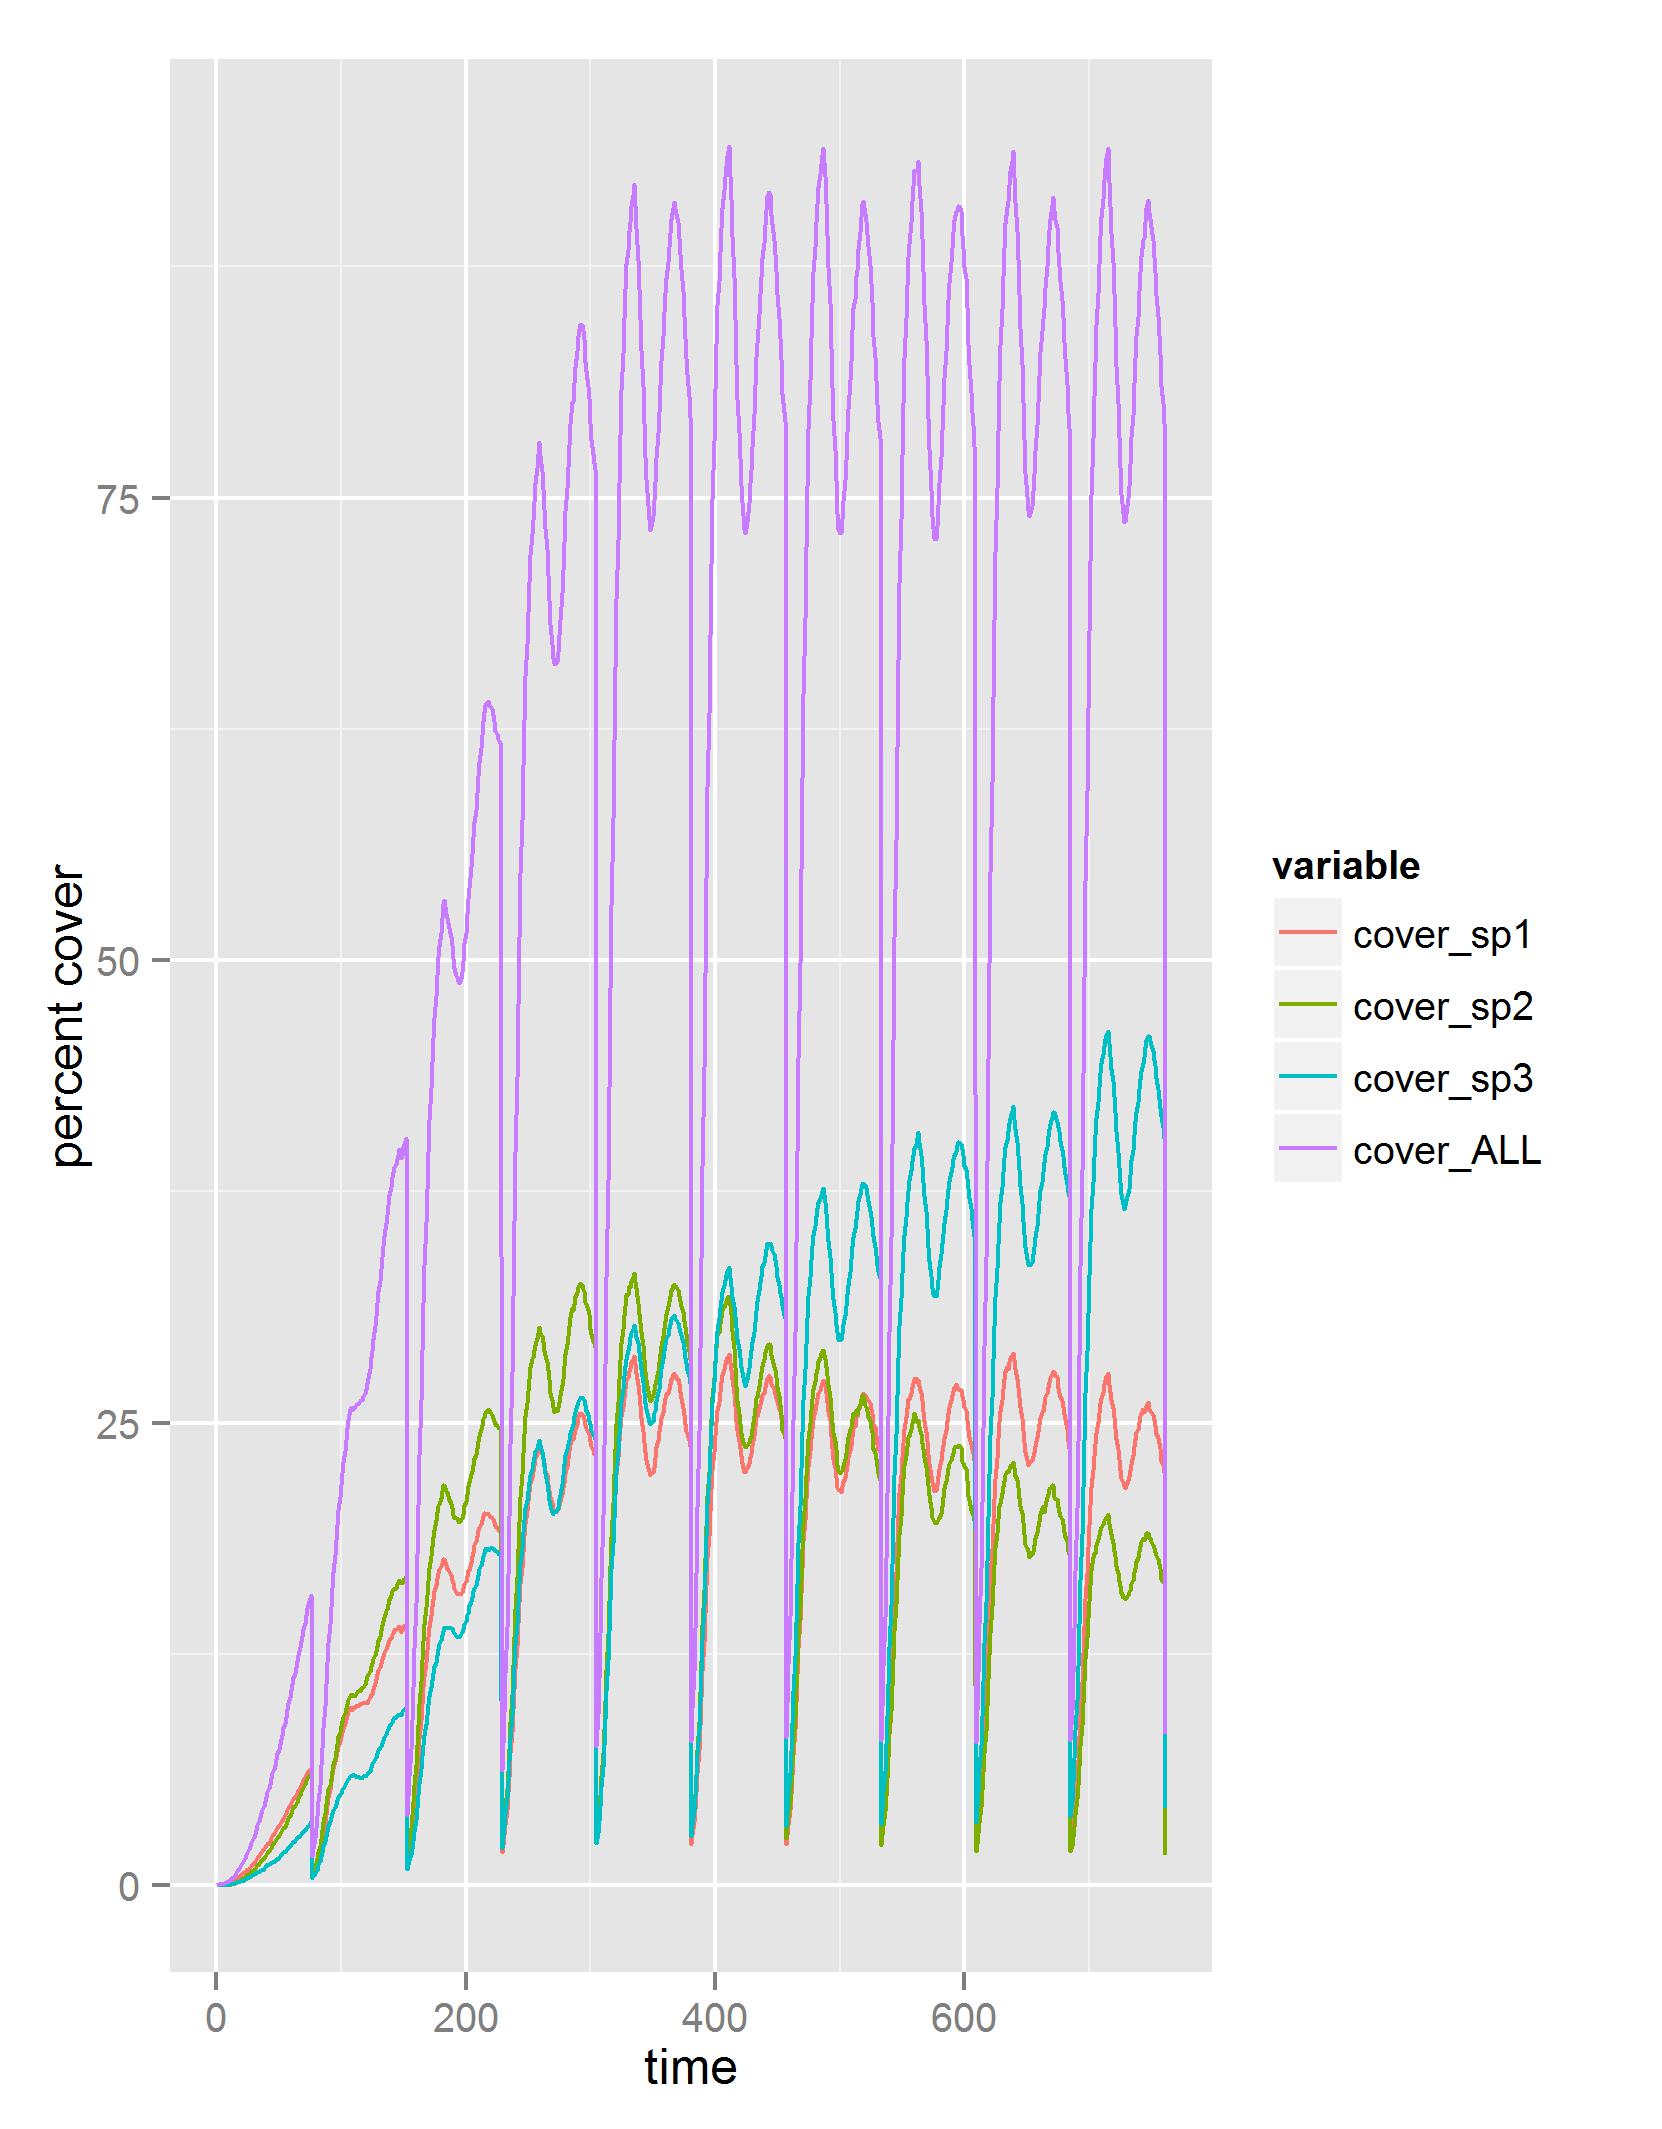 percent cover
75
50
25
0
0 200 400 600
time
variable
cover_sp1
cover_sp2
cover_sp3
cover_ALL